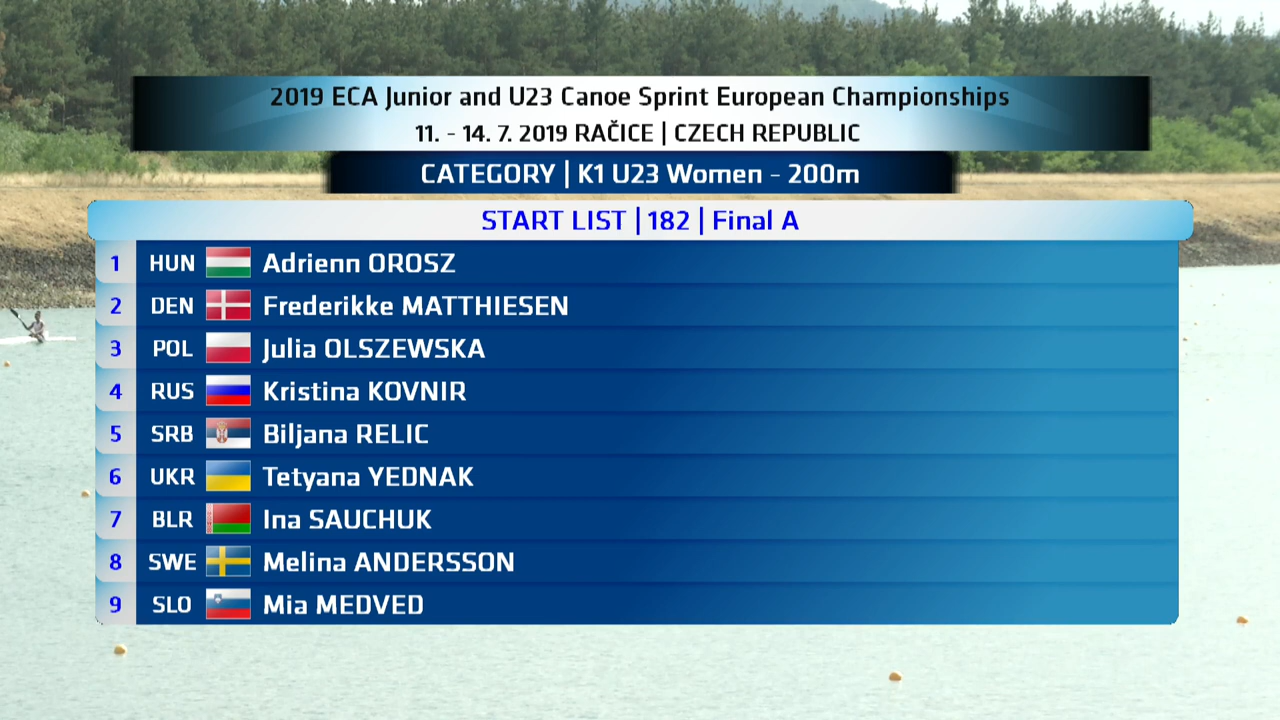 2019 ECA Junior and U23 Canoe Sprint European Championships
11. - 14. 7. 2019 RAČICE | CZECH REPUBLIC
CATEGORY | K1 U23 Women - 200m
START LIST | 182 | Final A
1 HUN Adrienn OROSZ
2 DEN Frederikke MATTHIESEN
3 POL Julia OLSZEWSKA
4 RUS Kristina KOVNIR
5 SRB Biljana RELIC
6 UKR Tetyana YEDNAK
7 BLR Ina SAUCHUK
8 SWE Melina ANDERSSON
9 SLO Mia MEDVED